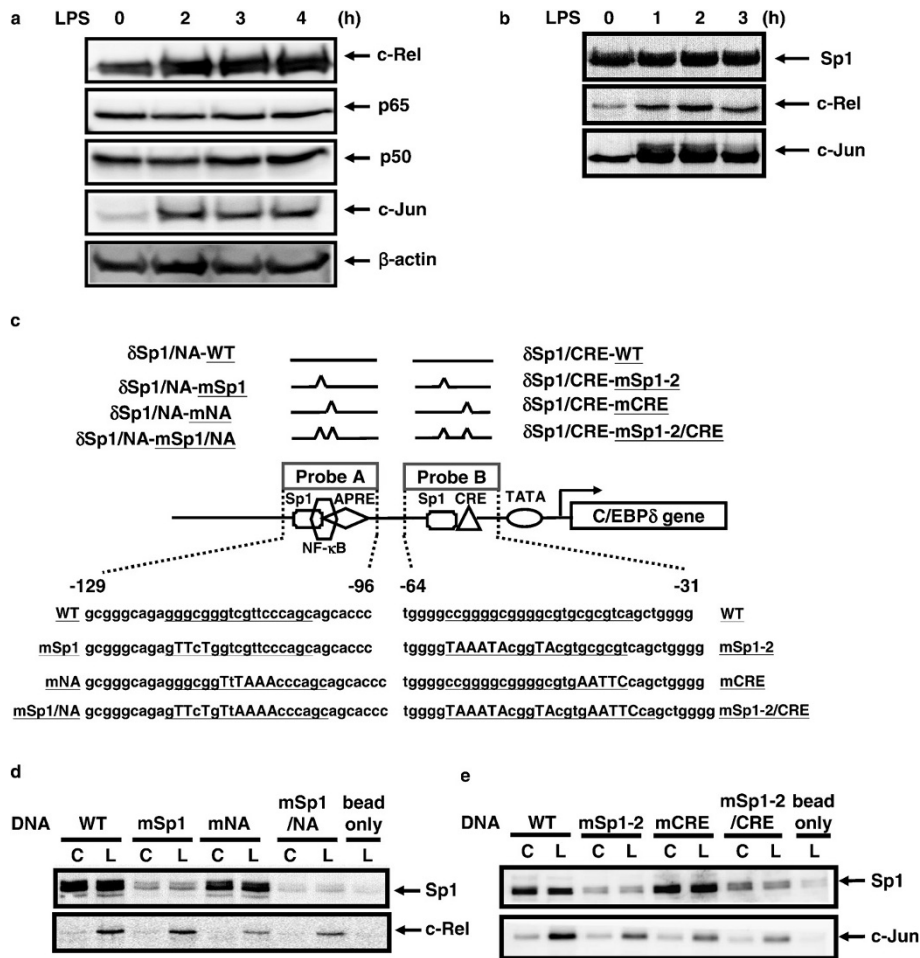 a
LPS 0 2 3 4 (h)
c-Rel
p65
p50
c-Jun
β-actin
b
LPS 0 1 2 3 (h)
Sp1
c-Rel
c-Jun
c
δSp1/NA-WT
δSp1/NA-mSp1
δSp1/NA-mNA
δSp1/NA-mSp1/NA
δSp1/CRE-WT
δSp1/CRE-mSp1-2
δSp1/CRE-mCRE
δSp1/CRE-mSp1-2/CRE
Probe A Probe B
Sp1 APRE Sp1 CRE TATA
NF-κB
C/EBPδ gene
-129 -96 -64 -31
WT gcgggcagagggcgggtcgttcccagcagcaccc tggggccggggcggggcgtgcgcgtcagctgggg WT
mSp1 gcgggcagagTTcTggtcgttcccagcagcaccc tggggTAAATAcggTAcgtgcgcgtcagctgggg mSp1-2
mNA gcgggcagagggcggTtTAAAcccagcagcaccc tggggccggggcggggcgtgAATTCcagctgggg mCRE
mSp1/NA gcgggcagagTTcTgTtAAAAcccagcagcaccc tggggTAAATAcggTAcgtgAATTCcagctgggg mSp1-2/CRE
d
DNA WT mSp1 mNA mSp1/NA bead only
C L C L C L C L L
Sp1
c-Rel
e
DNA WT mSp1-2 mCRE mSp1-2/CRE bead only
C L C L C L C L L
Sp1
c-Jun